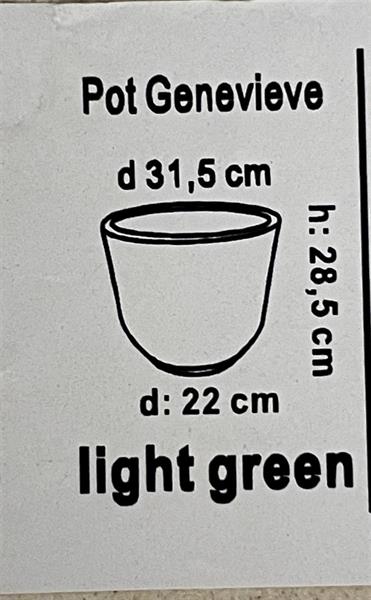 Pot Genevieve
d 31,5 cm
h: 28,5 cm
d: 22 cm
light green